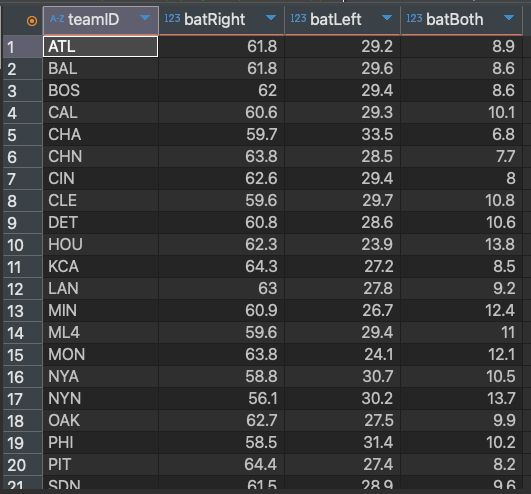 A-Z teamID 123 batRight 123 batLeft 123 batBoth
1 ATL 61.8 29.2 8.9
2 BAL 61.8 29.6 8.6
3 BOS 62 29.4 8.6
4 CAL 60.6 29.3 10.1
5 CHA 59.7 33.5 6.8
6 CHN 63.8 28.5 7.7
7 CIN 62.6 29.4 8
8 CLE 59.6 29.7 10.8
9 DET 60.8 28.6 10.6
10 HOU 62.3 23.9 13.8
11 KCA 64.3 27.2 8.5
12 LAN 63 27.8 9.2
13 MIN 60.9 26.7 12.4
14 ML4 59.6 29.4 11
15 MON 63.8 24.1 12.1
16 NYA 58.8 30.7 10.5
17 NYN 56.1 30.2 13.7
18 OAK 62.7 27.5 9.9
19 PHI 58.5 31.4 10.2
20 PIT 64.4 27.4 8.2
21 SDN 61.5 28.9 9.6